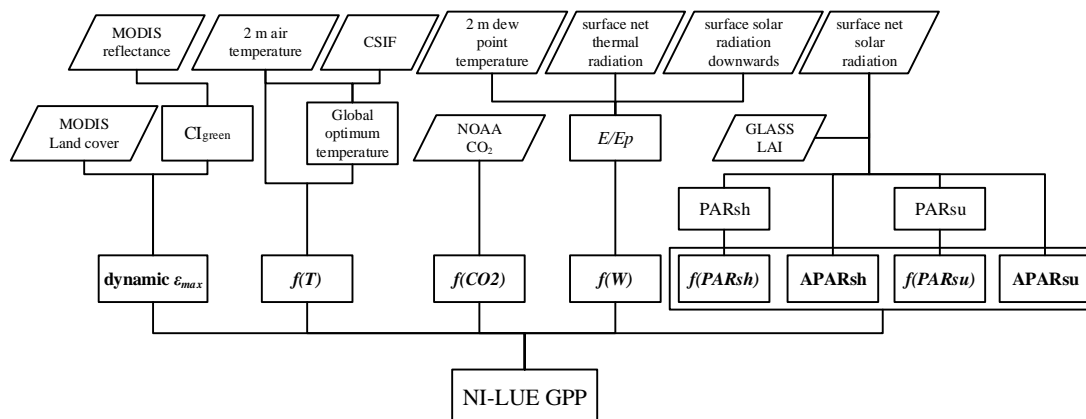 MODIS
reflectance
2 m air
temperature
CSIF
2 m dew
point
temperature
surface net
thermal
radiation
surface solar
radiation
downwards
surface net
solar
radiation
MODIS
Land cover
CIgreen
Global
optimum
temperature
NOAA
CO₂
E/Ep
GLASS
LAI
PARsh
PARsu
dynamic εmax
f(T)
f(CO2)
f(W)
f(PARsh)
APARsh
f(PARsu)
APARsu
NI-LUE GPP